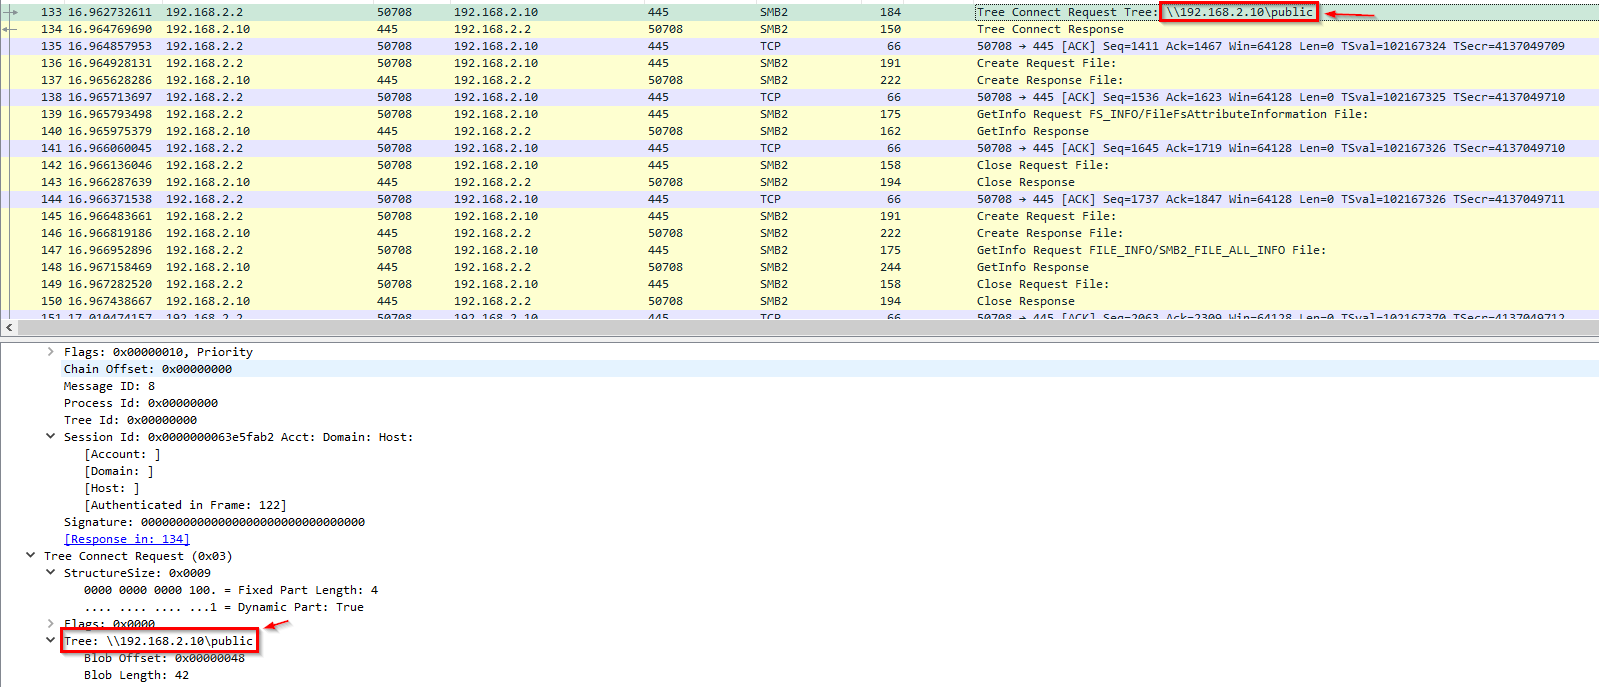 133 16.962732611 192.168.2.2 50708 192.168.2.10 445 SMB2 184 Tree Connect Request Tree: \\192.168.2.10\public
134 16.964769690 192.168.2.10 445 192.168.2.2 50708 SMB2 150 Tree Connect Response
135 16.964857953 192.168.2.2 50708 192.168.2.10 445 TCP 66 50708 → 445 [ACK] Seq=1411 Ack=1467 Win=64128 Len=0 TSval=102167324 TSecr=4137049709
136 16.964928131 192.168.2.2 50708 192.168.2.10 445 SMB2 191 Create Request File:
137 16.965628286 192.168.2.10 445 192.168.2.2 50708 SMB2 222 Create Response File:
138 16.965713697 192.168.2.2 50708 192.168.2.10 445 TCP 66 50708 → 445 [ACK] Seq=1536 Ack=1623 Win=64128 Len=0 TSval=102167325 TSecr=4137049710
139 16.965793498 192.168.2.2 50708 192.168.2.10 445 SMB2 175 GetInfo Request FS_INFO/FileFsAttributeInformation File:
140 16.965975379 192.168.2.10 445 192.168.2.2 50708 SMB2 162 GetInfo Response
141 16.966060045 192.168.2.2 50708 192.168.2.10 445 TCP 66 50708 → 445 [ACK] Seq=1645 Ack=1719 Win=64128 Len=0 TSval=102167326 TSecr=4137049710
142 16.966136046 192.168.2.2 50708 192.168.2.10 445 SMB2 158 Close Request File:
143 16.966287639 192.168.2.10 445 192.168.2.2 50708 SMB2 194 Close Response
144 16.966371538 192.168.2.2 50708 192.168.2.10 445 TCP 66 50708 → 445 [ACK] Seq=1737 Ack=1847 Win=64128 Len=0 TSval=102167326 TSecr=4137049711
145 16.966483661 192.168.2.2 50708 192.168.2.10 445 SMB2 191 Create Request File:
146 16.966819186 192.168.2.10 445 192.168.2.2 50708 SMB2 222 Create Response File:
147 16.966952896 192.168.2.2 50708 192.168.2.10 445 SMB2 175 GetInfo Request FILE_INFO/SMB2_FILE_ALL_INFO File:
148 16.967158469 192.168.2.10 445 192.168.2.2 50708 SMB2 244 GetInfo Response
149 16.967282520 192.168.2.2 50708 192.168.2.10 445 SMB2 158 Close Request File:
150 16.967438667 192.168.2.10 445 192.168.2.2 50708 SMB2 194 Close Response
151 17.010474157 192.168.2.2 50708 192.168.2.10 445 TCP 66 50708 → 445 [ACK] Seq=2063 Ack=2309 Win=64128 Len=0 TSval=102167370 TSecr=4137049712
Flags: 0x00000010, Priority
Chain Offset: 0x00000000
Message ID: 8
Process Id: 0x00000000
Tree Id: 0x00000000
Session Id: 0x0000000063e5fab2 Acct: Domain: Host:
[Account: ]
[Domain: ]
[Host: ]
[Authenticated in Frame: 122]
Signature: 00000000000000000000000000000000
[Response in: 134]
Tree Connect Request (0x03)
StructureSize: 0x0009
0000 0000 0000 100. = Fixed Part Length: 4
.... .... .... ...1 = Dynamic Part: True
Flags: 0x0000
Tree: \\192.168.2.10\public
Blob Offset: 0x00000048
Blob Length: 42